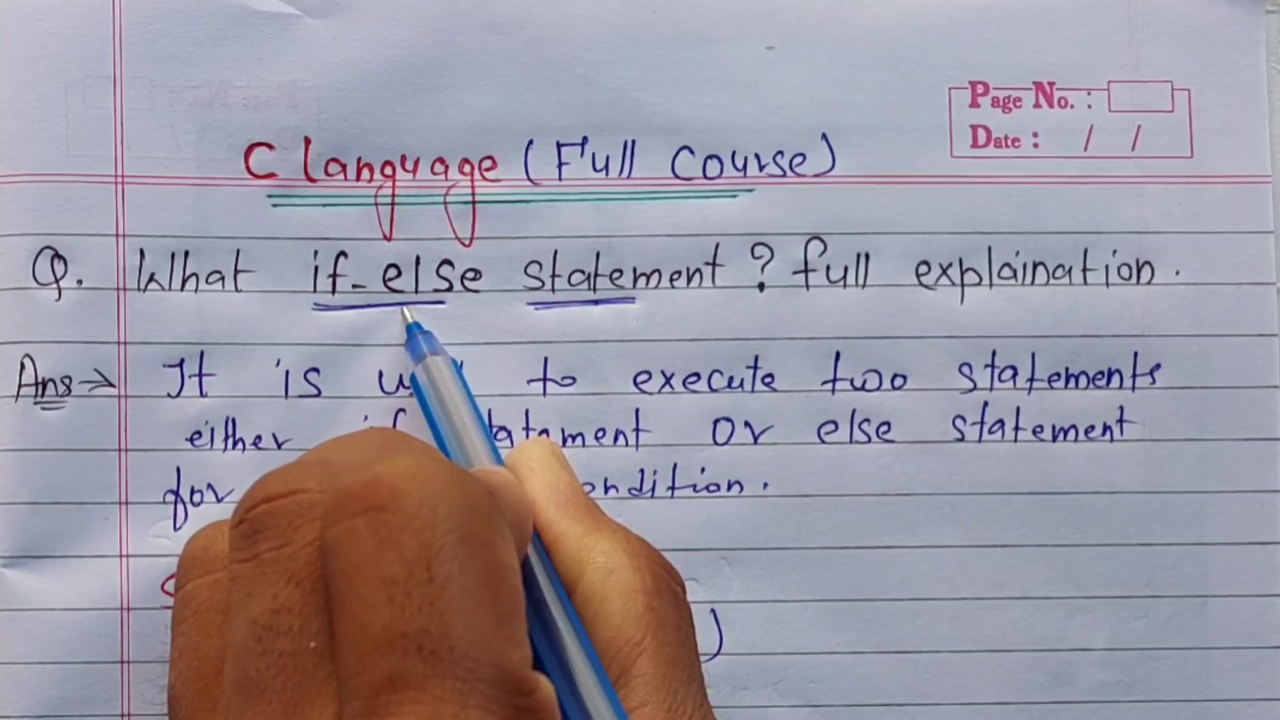 Page No. :
Date : / /
C language (Full Course)
Q. What if-else statement ? full explaination .
Ans → It is to execute two statements
either or else statement
for
)